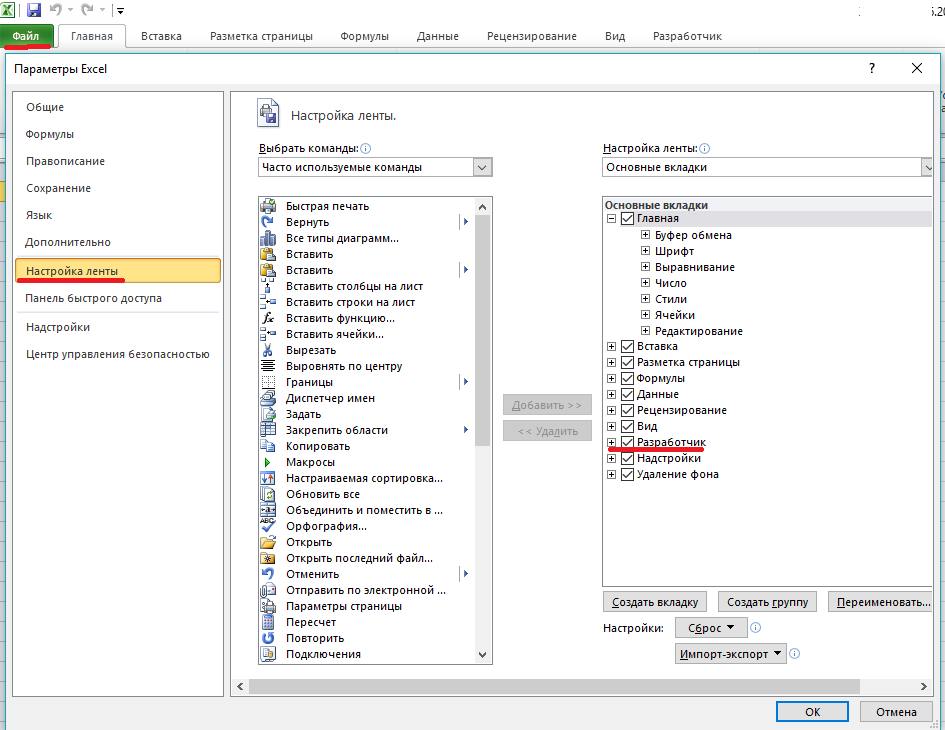 5.20
Файл Главная Вставка Разметка страницы Формулы Данные Рецензирование Вид Разработчик
Параметры Excel
Общие
Формулы
Правописание
Сохранение
Язык
Дополнительно
Настройка ленты
Панель быстрого доступа
Надстройки
Центр управления безопасностью
Настройка ленты.
Выбрать команды:
Часто используемые команды
Быстрая печать
Вернуть
Все типы диаграмм...
Вставить
Вставить
Вставить столбцы на лист
Вставить строки на лист
Вставить функцию...
Вставить ячейки...
Вырезать
Выровнять по центру
Границы
Диспетчер имен
Задать
Закрепить области
Копировать
Макросы
Настраиваемая сортировка...
Обновить все
Объединить и поместить в ...
Орфография...
Открыть
Открыть последний файл...
Отменить
Отправить по электронной ...
Параметры страницы
Пересчет
Повторить
Подключения
Добавить >>
<< Удалить
Настройка ленты:
Основные вкладки
Основные вкладки
Главная
Буфер обмена
Шрифт
Выравнивание
Число
Стили
Ячейки
Редактирование
Вставка
Разметка страницы
Формулы
Данные
Рецензирование
Вид
Разработчик
Надстройки
Удаление фона
Создать вкладку Создать группу Переименовать...
Настройки: Сброс
Импорт-экспорт
ОК Отмена